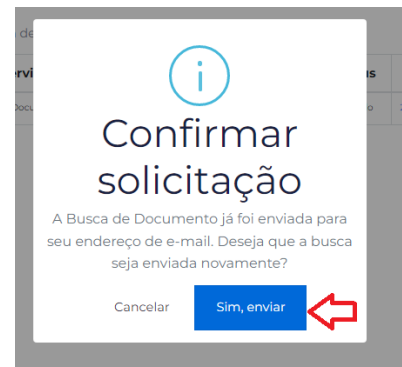 Confirmar
solicitação
A Busca de Documento já foi enviada para
seu endereço de e-mail. Deseja que a busca
seja enviada novamente?
Cancelar
Sim, enviar